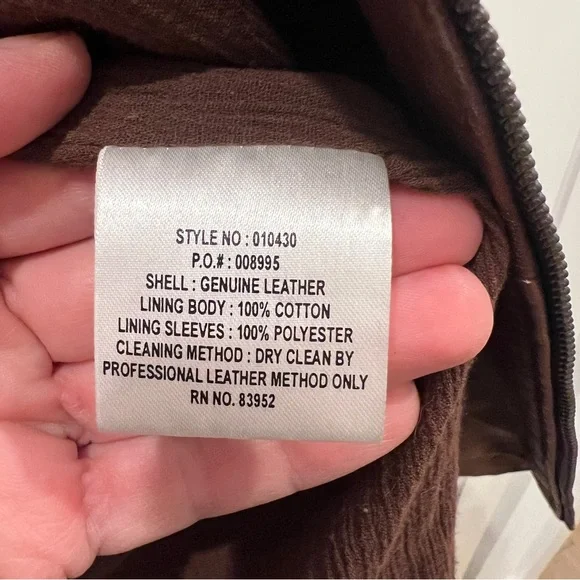 STYLE NO : 010430
P.O.# : 008995
SHELL : GENUINE LEATHER
LINING BODY : 100% COTTON
LINING SLEEVES : 100% POLYESTER
CLEANING METHOD : DRY CLEAN BY
PROFESSIONAL LEATHER METHOD ONLY
RN NO. 83952